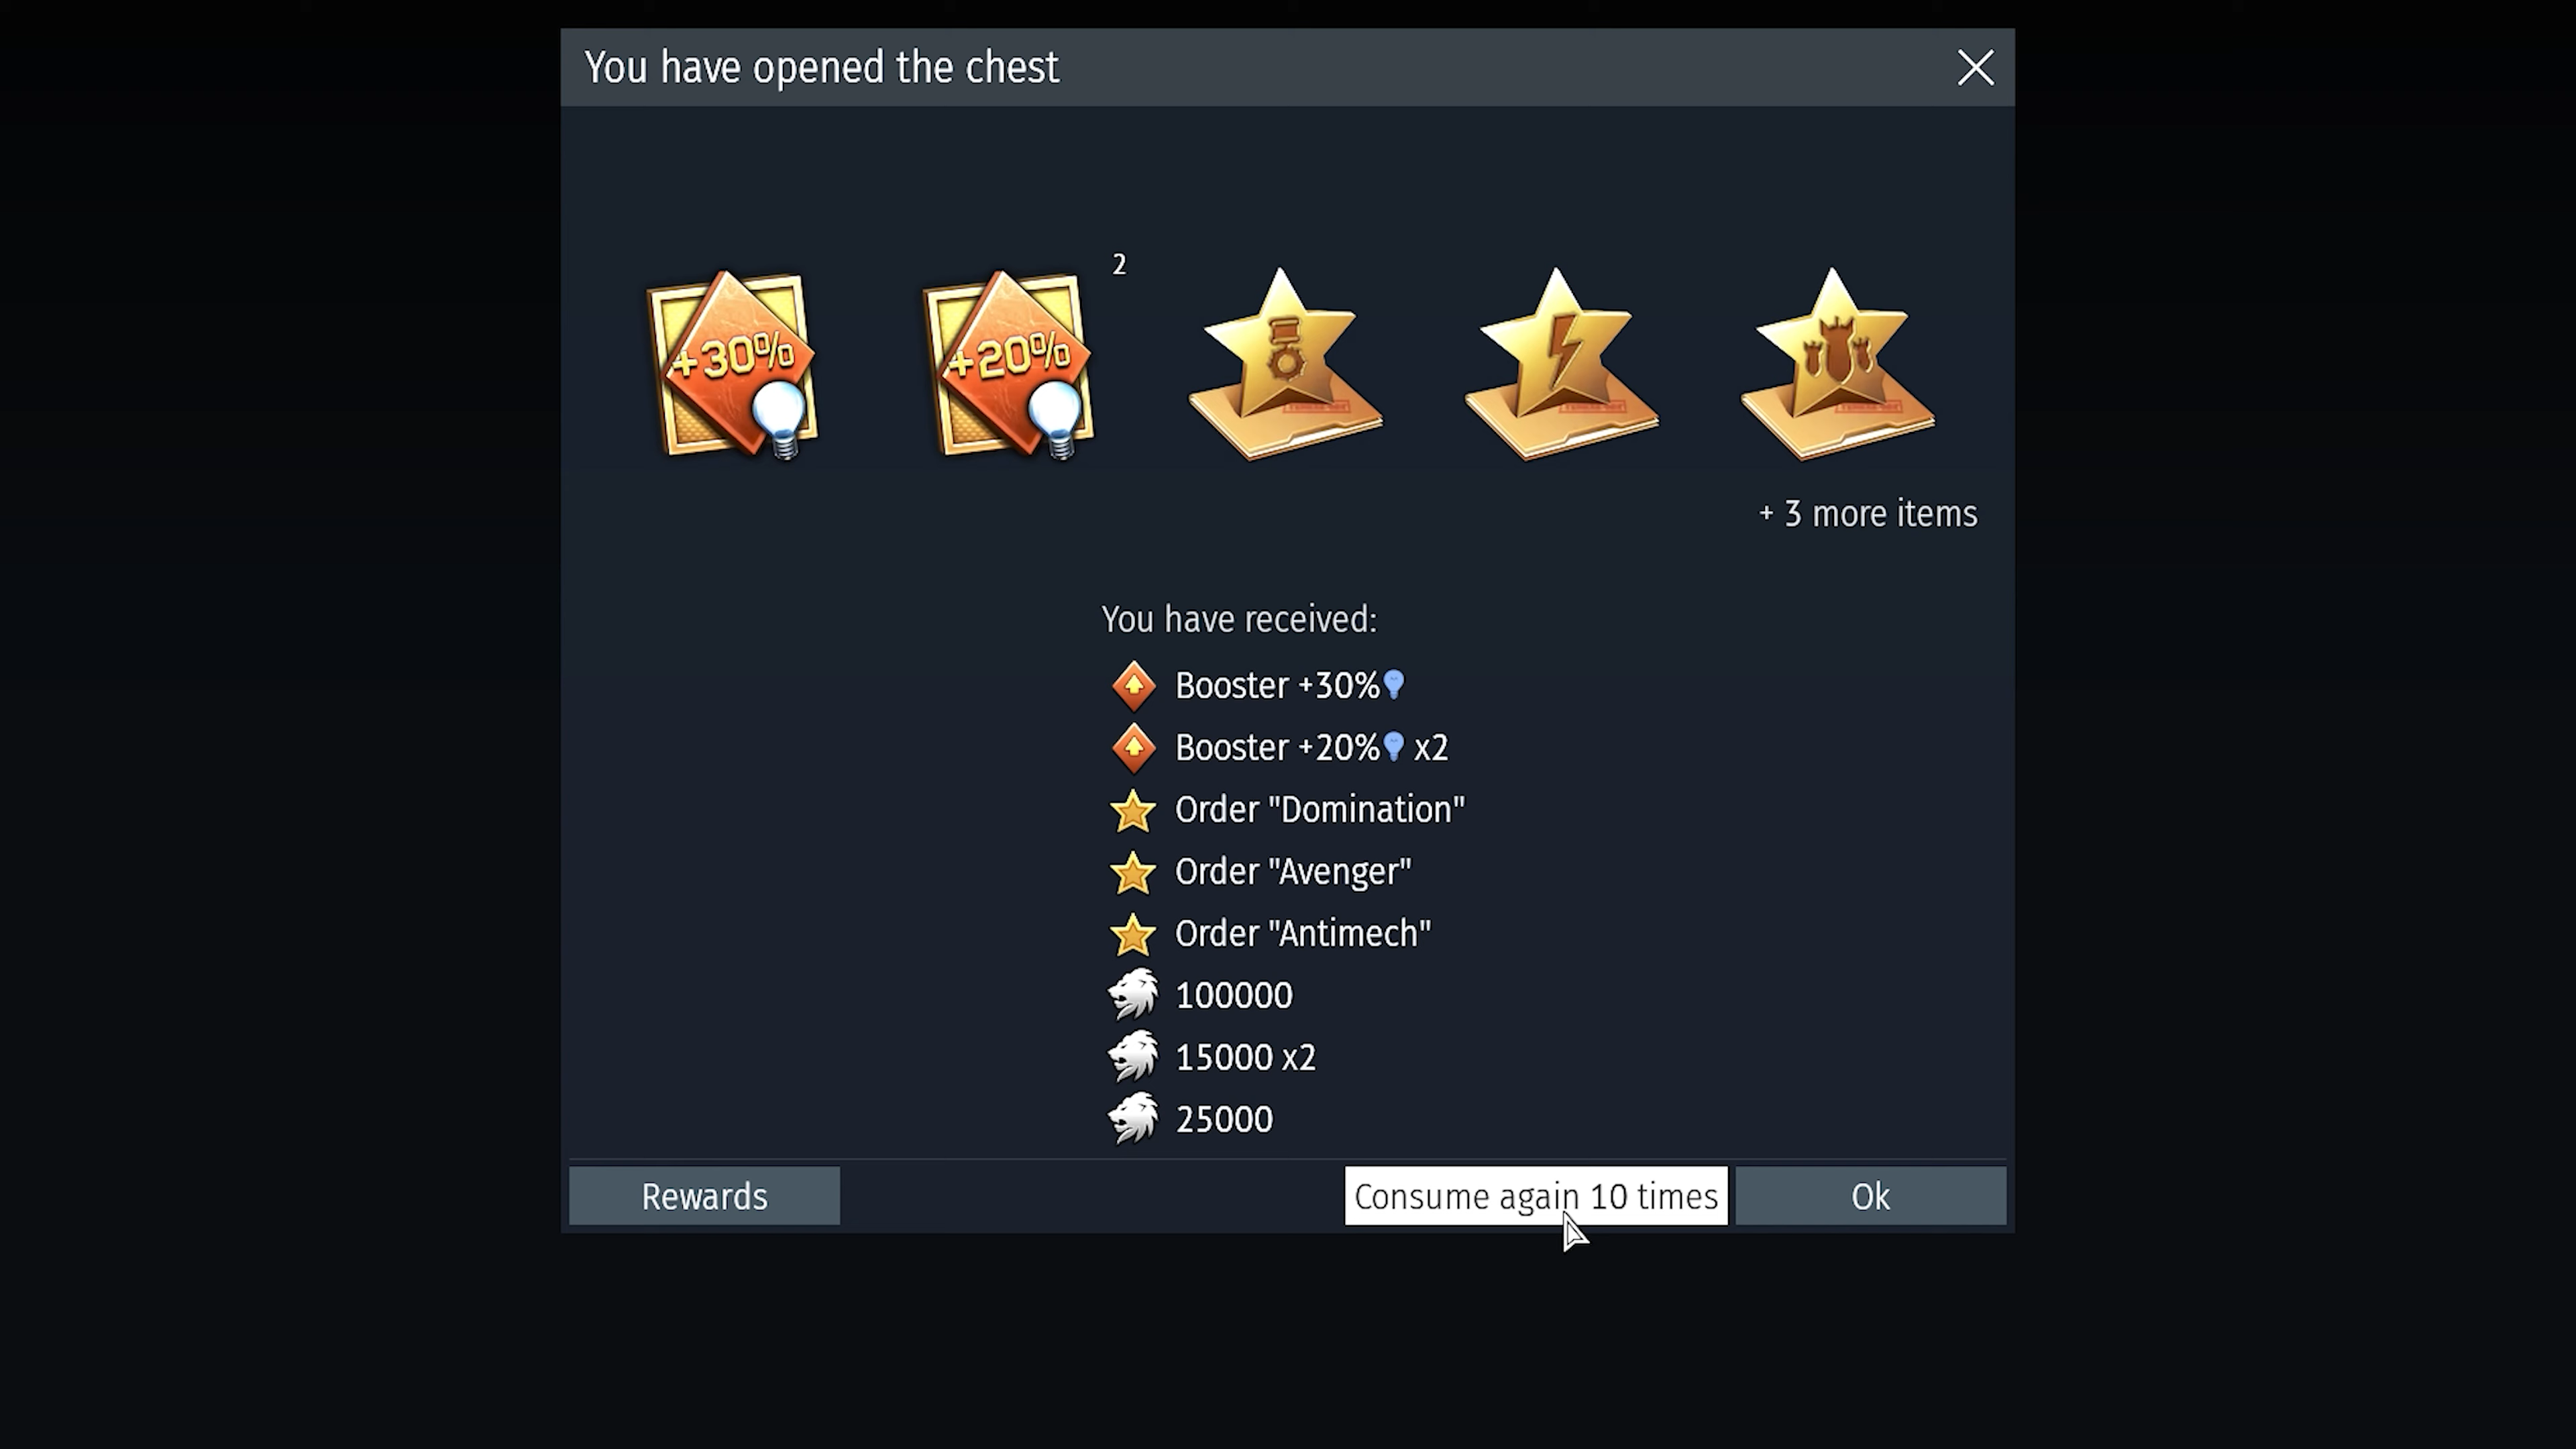 You have opened the chest
2
+30%
+20%
+ 3 more items
You have received:
Booster +30%
Booster +20% x2
Order "Domination"
Order "Avenger"
Order "Antimech"
100000
15000 x2
25000
Rewards
Consume again 10 times
Ok